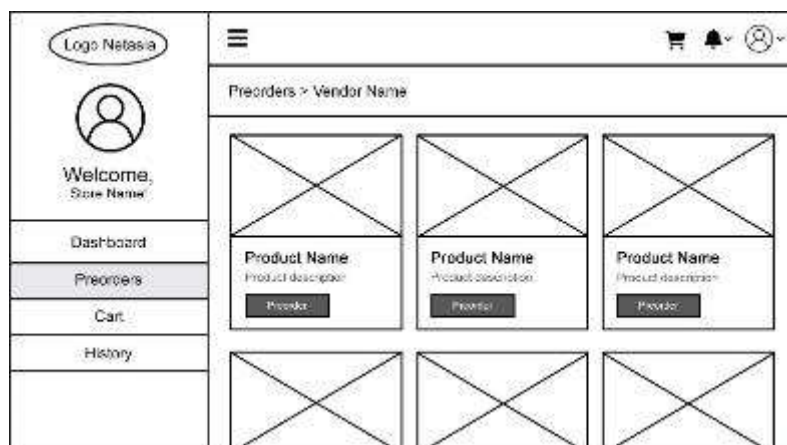 Logo Netasia
Preorders > Vendor Name
Welcome,
Store Name!
Dashboard
Preorders
Cart
History
Product Name
Product description
Preorder
Product Name
Product description
Preorder
Product Name
Product description
Preorder